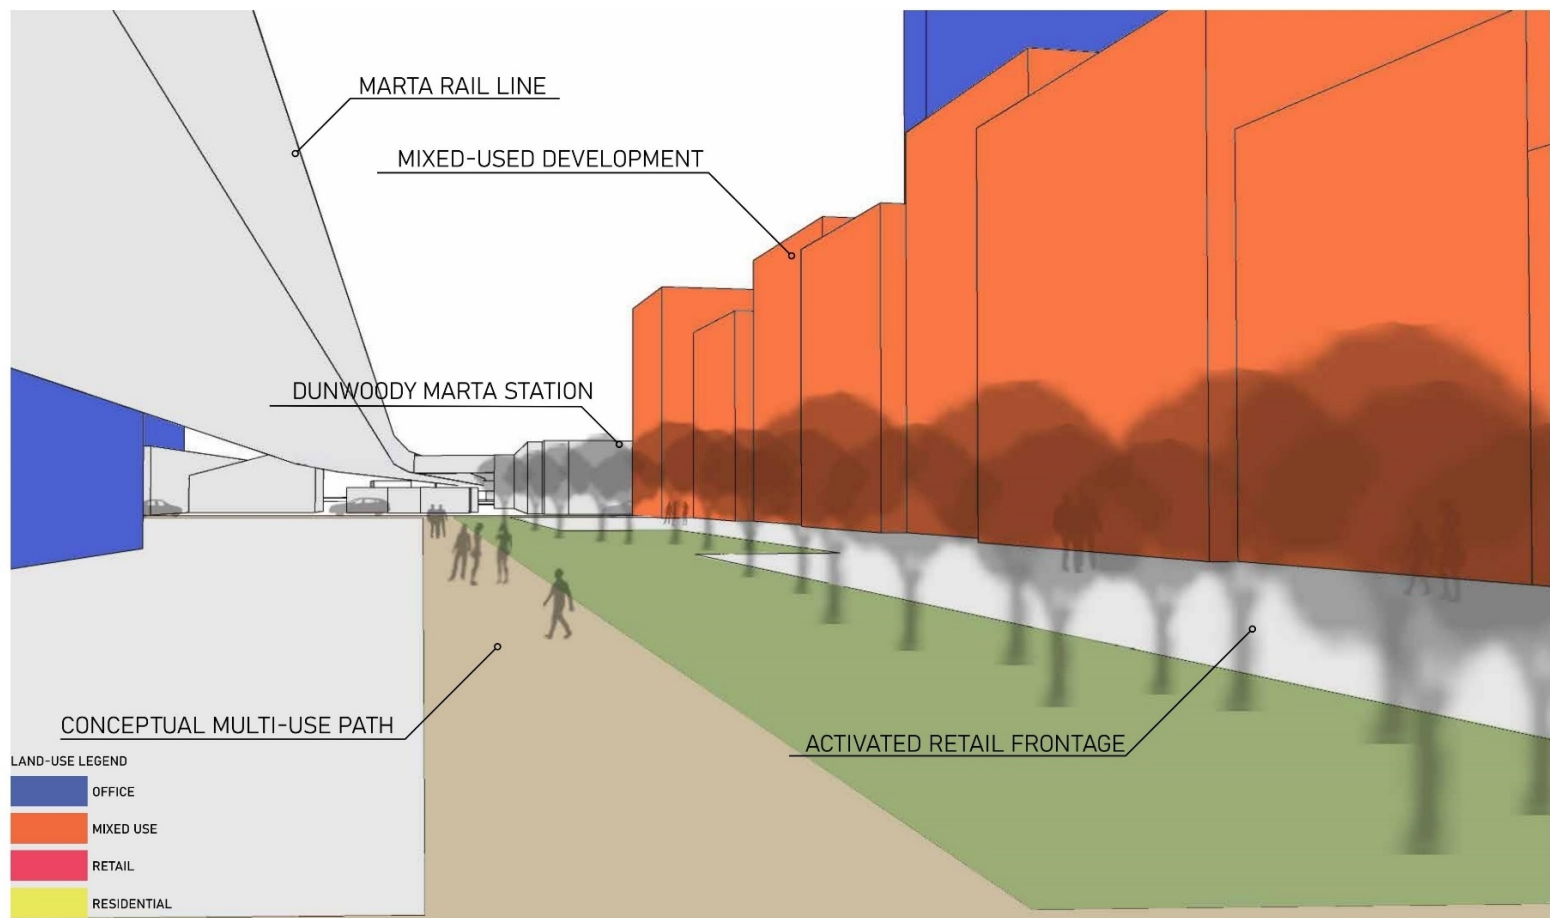 MARTA RAIL LINE
MIXED-USED DEVELOPMENT
DUNWOODY MARTA STATION
CONCEPTUAL MULTI-USE PATH
ACTIVATED RETAIL FRONTAGE
LAND-USE LEGEND
OFFICE
MIXED USE
RETAIL
RESIDENTIAL